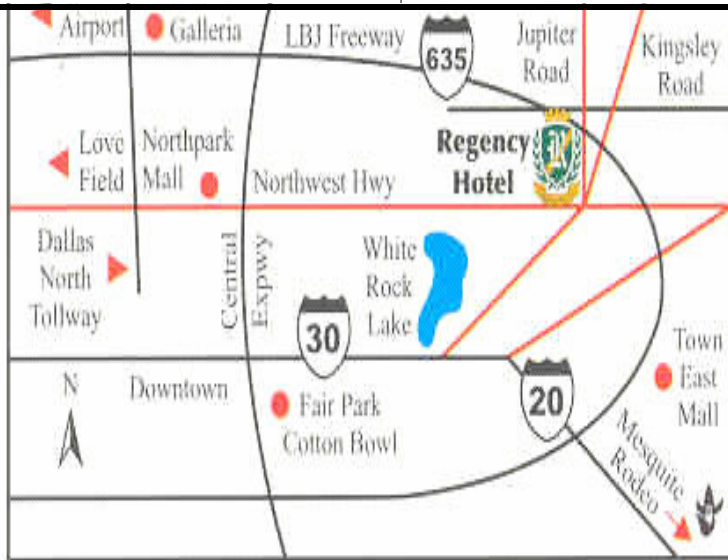 Airport
Galleria
LBJ Freeway
635
Jupiter
Road
Kingsley
Road
Love
Field
Northpark
Mall
Northwest Hwy
Regency
Hotel
R
Dallas
North
Tollway
Central
Expwy
White
Rock
Lake
30
N
Downtown
Fair Park
Cotton Bowl
20
Town
East
Mall
Mesquite
Rodeo